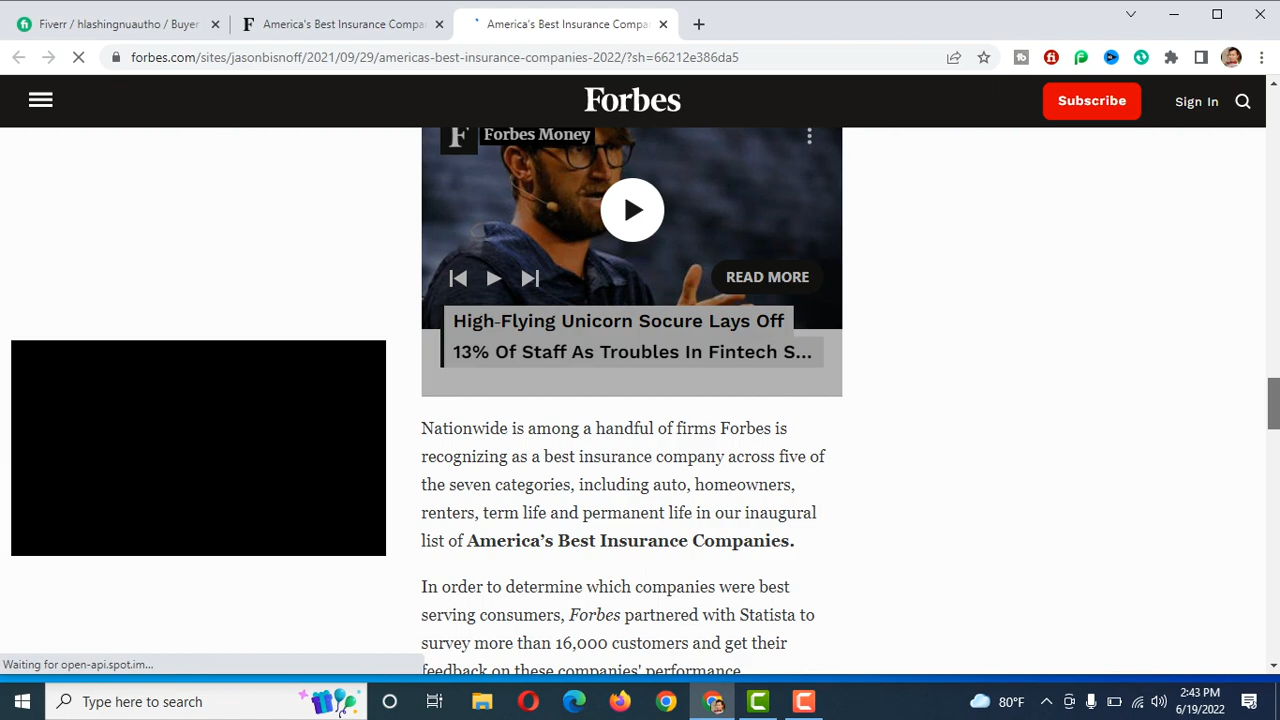 Fiverr / hlashingnuautho / Buyer
America's Best Insurance Compa
America's Best Insurance Compa
forbes.com/sites/jasonbisnoff/2021/09/29/americas-best-insurance-companies-2022/?sh=66212e386da5
Forbes
Subscribe
Sign In
F Forbes Money
READ MORE
High-Flying Unicorn Socure Lays Off
13% Of Staff As Troubles In Fintech S...
Nationwide is among a handful of firms Forbes is
recognizing as a best insurance company across five of
the seven categories, including auto, homeowners,
renters, term life and permanent life in our inaugural
list of America's Best Insurance Companies.
In order to determine which companies were best
serving consumers, Forbes partnered with Statista to
survey more than 16,000 customers and get their
feedback on these companies' performance
Waiting for open-api.spot.im...
Type here to search
80°F
2:43 PM
6/19/2022